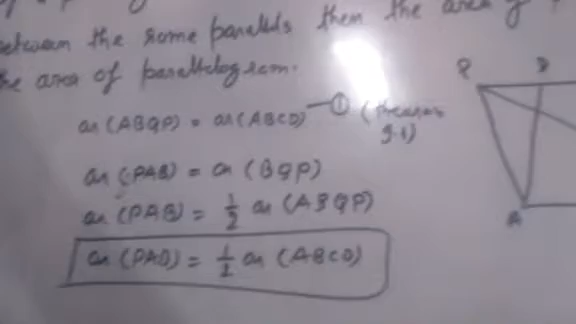 between the same parallels then the area of
the area of parallelogram.
ar (ABQP) = ar (ABCD) — ① (Theorem 9.1)
ar (PAB) = ar (BQP)
ar (PAB) = 1/2 ar (ABQP)
ar (PAB) = 1/2 ar (ABCD)
P D
A